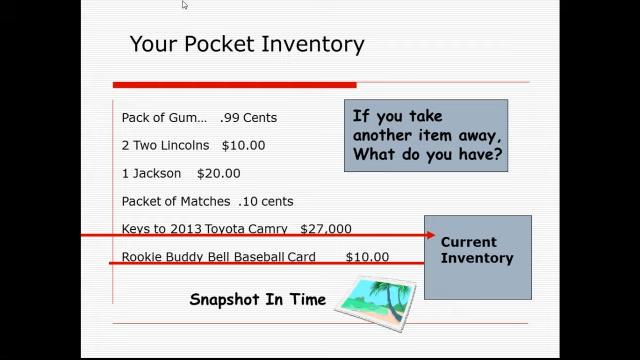 Your Pocket Inventory
Pack of Gum... .99 Cents
2 Two Lincolns $10.00
1 Jackson $20.00
Packet of Matches .10 cents
Keys to 2013 Toyota Camry $27,000
Rookie Buddy Bell Baseball Card $10.00
If you take
another item away,
What do you have?
Current
Inventory
Snapshot In Time